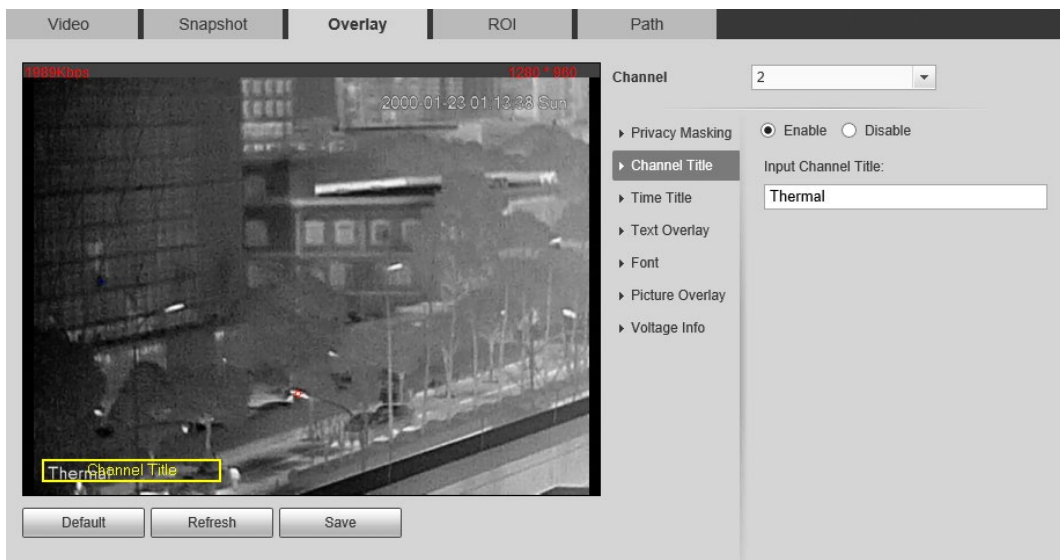 Video Snapshot Overlay ROI Path
1989Kbps 1280 * 960
2000-01-23 01:13:38 Sun
Thermal
Channel Title
Default Refresh Save
Channel 2
Privacy Masking
Channel Title
Time Title
Text Overlay
Font
Picture Overlay
Voltage Info
Enable Disable
Input Channel Title:
Thermal